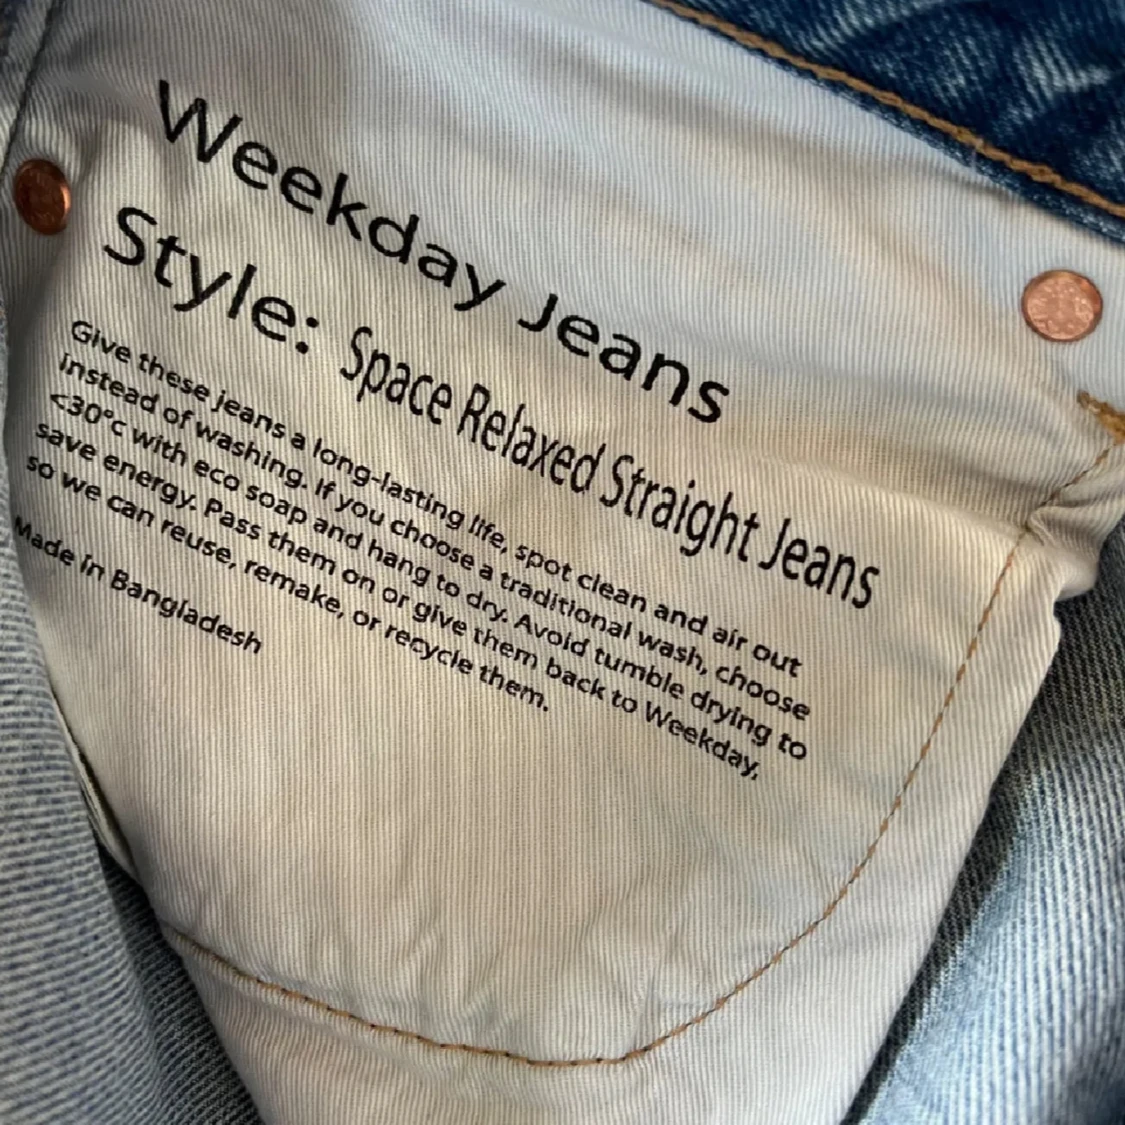 Weekday Jeans
Style: Space Relaxed Straight Jeans
Give these jeans a long-lasting life, spot clean and air out
instead of washing. If you choose a traditional wash, choose
<30°c with eco soap and hang to dry. Avoid tumble drying to
save energy. Pass them on or give them back to Weekday,
so we can reuse, remake, or recycle them.
Made in Bangladesh